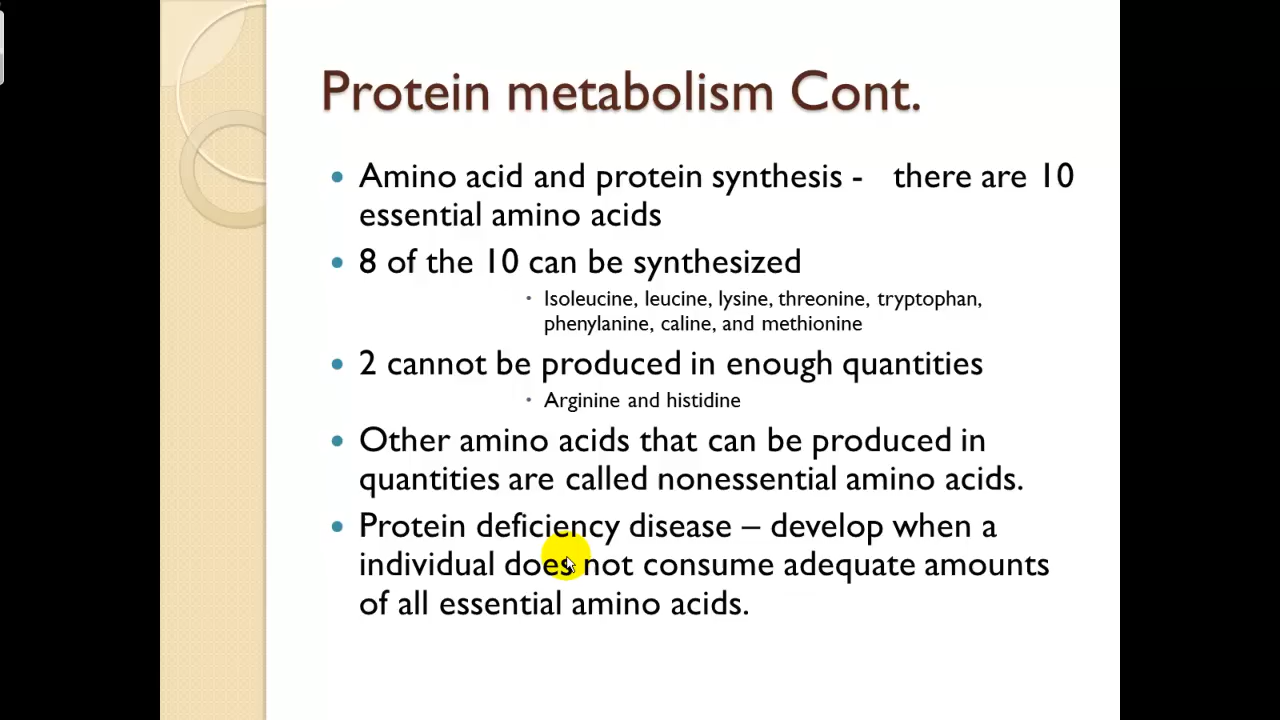 Protein metabolism Cont.
• Amino acid and protein synthesis - there are 10
essential amino acids
• 8 of the 10 can be synthesized
• Isoleucine, leucine, lysine, threonine, tryptophan,
phenylanine, caline, and methionine
• 2 cannot be produced in enough quantities
• Arginine and histidine
• Other amino acids that can be produced in
quantities are called nonessential amino acids.
• Protein deficiency disease – develop when a
individual does not consume adequate amounts
of all essential amino acids.